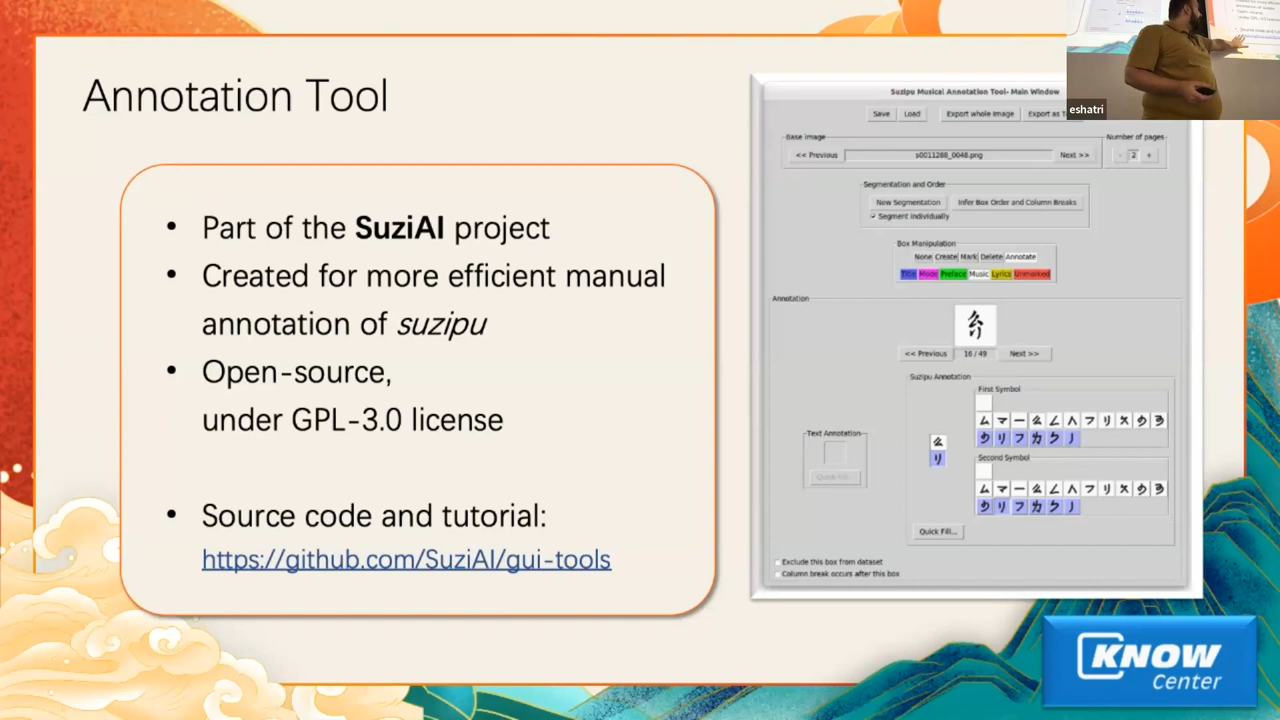 Annotation Tool
• Part of the SuziAI project
• Created for more efficient manual
annotation of suzipu
• Open-source,
under GPL-3.0 license
• Source code and tutorial:
https://github.com/SuziAI/gui-tools
Suzipu Musical Annotation Tool- Main Window
Save Load Export whole Image Export as
Base Image
<< Previous s0011288_0048.png Next >>
Number of pages
- 2 +
Segmentation and Order
New Segmentation Infer Box Order and Column Breaks
Segment individually
Box Manipulation
None Create Mark Delete Annotate
Title Mode Preface Music Lyrics Unmarked
Annotation
<< Previous 16 / 49 Next >>
Suzipu Annotation
First Symbol
Second Symbol
Text Annotation
Quick Fill...
Quick Fill...
Exclude this box from dataset
Column break occurs after this box
eshatri
KNOW
Center